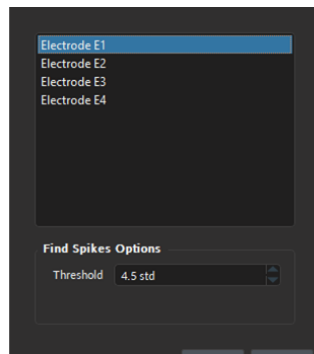 Electrode E1
Electrode E2
Electrode E3
Electrode E4
Find Spikes Options
Threshold 4.5 std